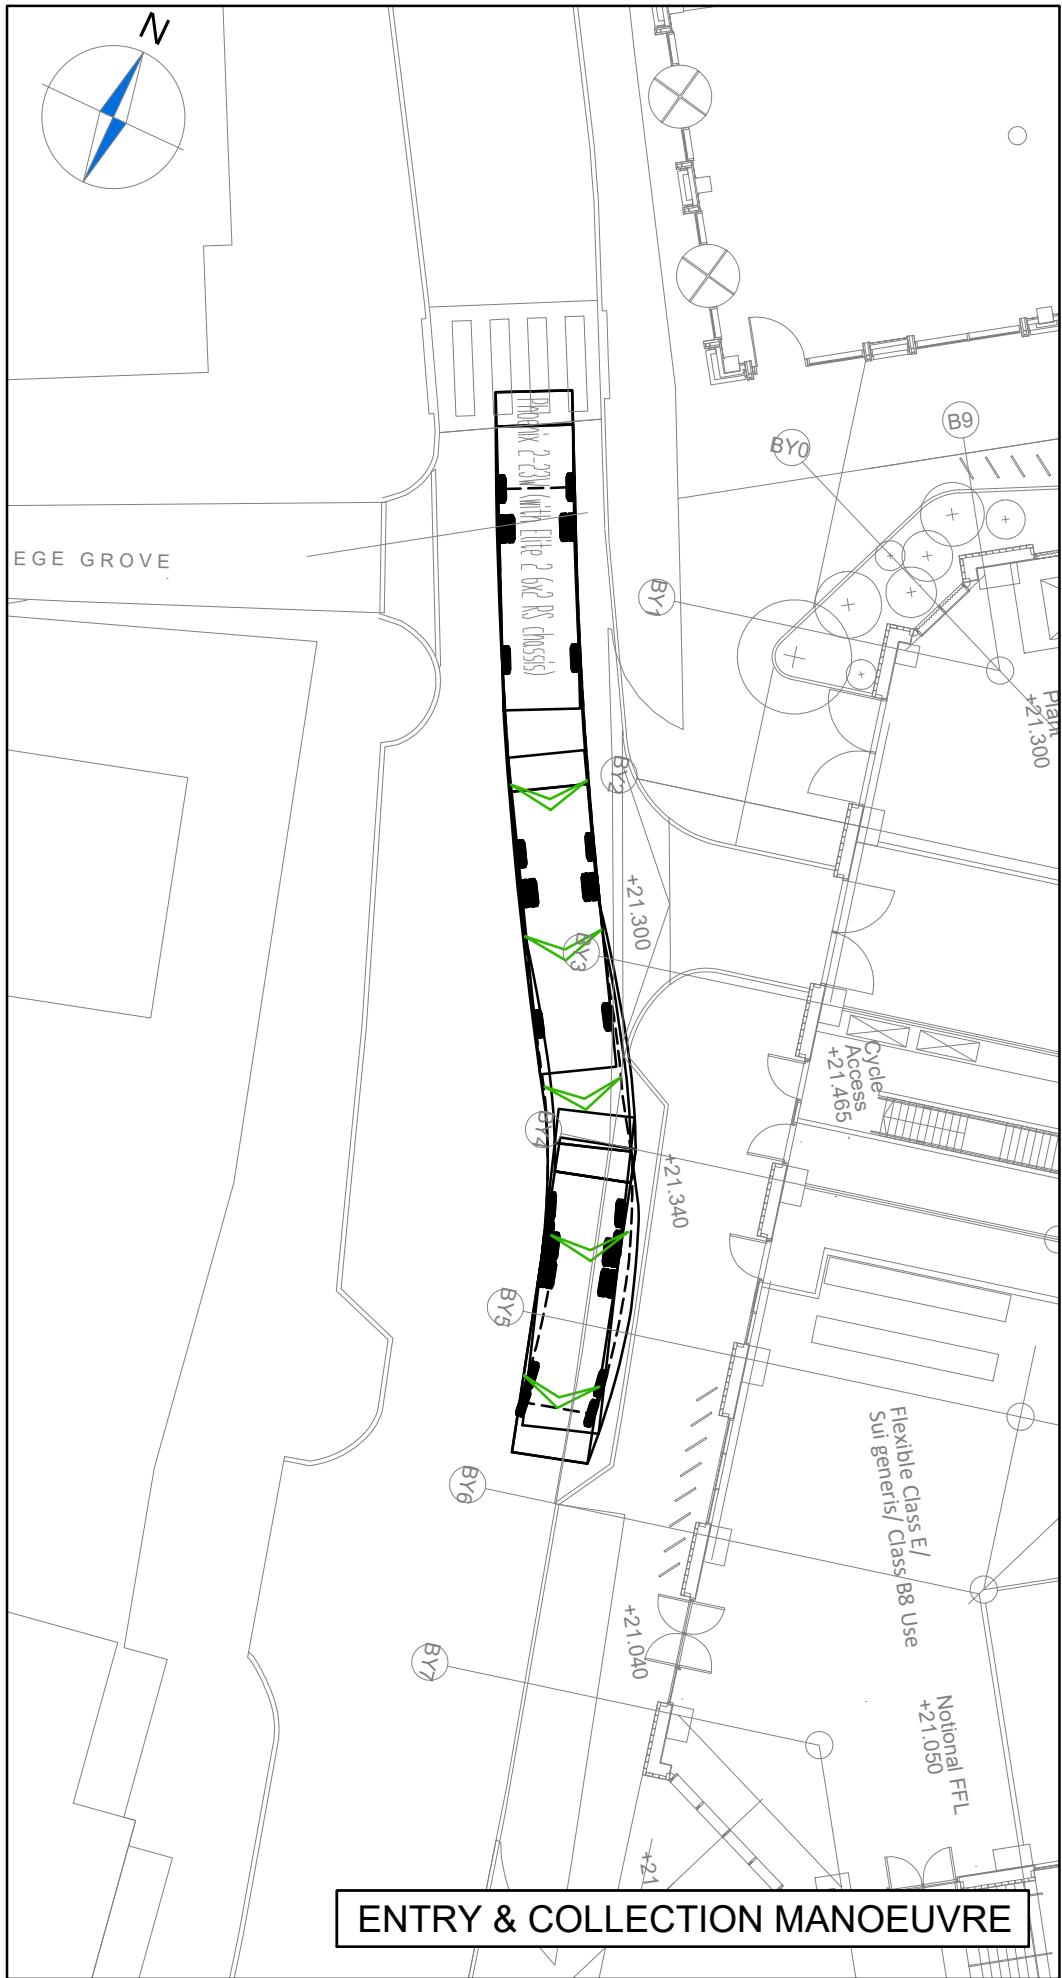 N
B9
BY0
EGE GROVE
Phoenix 2-23W (with Elite 2 6x2 RS chassis)
BY1
Plant
+21.300
BY2
+21.300
BY3
Cycle
Access
+21.465
BY4
+21.340
BY5
Flexible Class E/
Sui generis/ Class B8 Use
BY6
+21.040
BY7
Notional FFL
+21.050
+21
ENTRY & COLLECTION MANOEUVRE